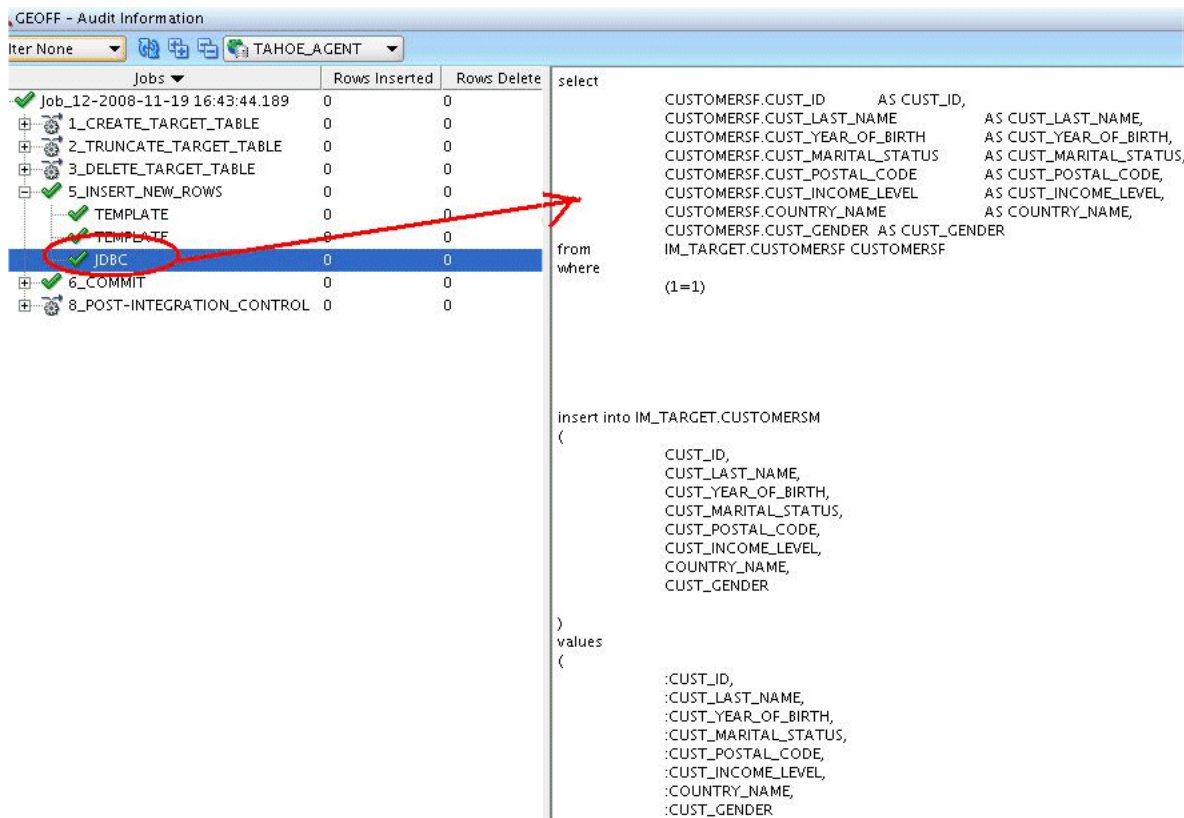 GEOFF - Audit Information
lter None TAHOE_AGENT
Jobs Rows Inserted Rows Delete
Job_12-2008-11-19 16:43:44.189 0 0
1_CREATE_TARGET_TABLE 0 0
2_TRUNCATE_TARGET_TABLE 0 0
3_DELETE_TARGET_TABLE 0 0
5_INSERT_NEW_ROWS 0 0
TEMPLATE 0 0
TEMPLATE 0 0
JDBC 0 0
6_COMMIT 0 0
8_POST-INTEGRATION_CONTROL 0 0
select
CUSTOMERSF.CUST_ID AS CUST_ID,
CUSTOMERSF.CUST_LAST_NAME AS CUST_LAST_NAME,
CUSTOMERSF.CUST_YEAR_OF_BIRTH AS CUST_YEAR_OF_BIRTH,
CUSTOMERSF.CUST_MARITAL_STATUS AS CUST_MARITAL_STATUS,
CUSTOMERSF.CUST_POSTAL_CODE AS CUST_POSTAL_CODE,
CUSTOMERSF.CUST_INCOME_LEVEL AS CUST_INCOME_LEVEL,
CUSTOMERSF.COUNTRY_NAME AS COUNTRY_NAME,
CUSTOMERSF.CUST_GENDER AS CUST_GENDER
from IM_TARGET.CUSTOMERSF CUSTOMERSF
where
(1=1)
insert into IM_TARGET.CUSTOMERSM
(
CUST_ID,
CUST_LAST_NAME,
CUST_YEAR_OF_BIRTH,
CUST_MARITAL_STATUS,
CUST_POSTAL_CODE,
CUST_INCOME_LEVEL,
COUNTRY_NAME,
CUST_GENDER
)
values
(
:CUST_ID,
:CUST_LAST_NAME,
:CUST_YEAR_OF_BIRTH,
:CUST_MARITAL_STATUS,
:CUST_POSTAL_CODE,
:CUST_INCOME_LEVEL,
:COUNTRY_NAME,
:CUST_GENDER